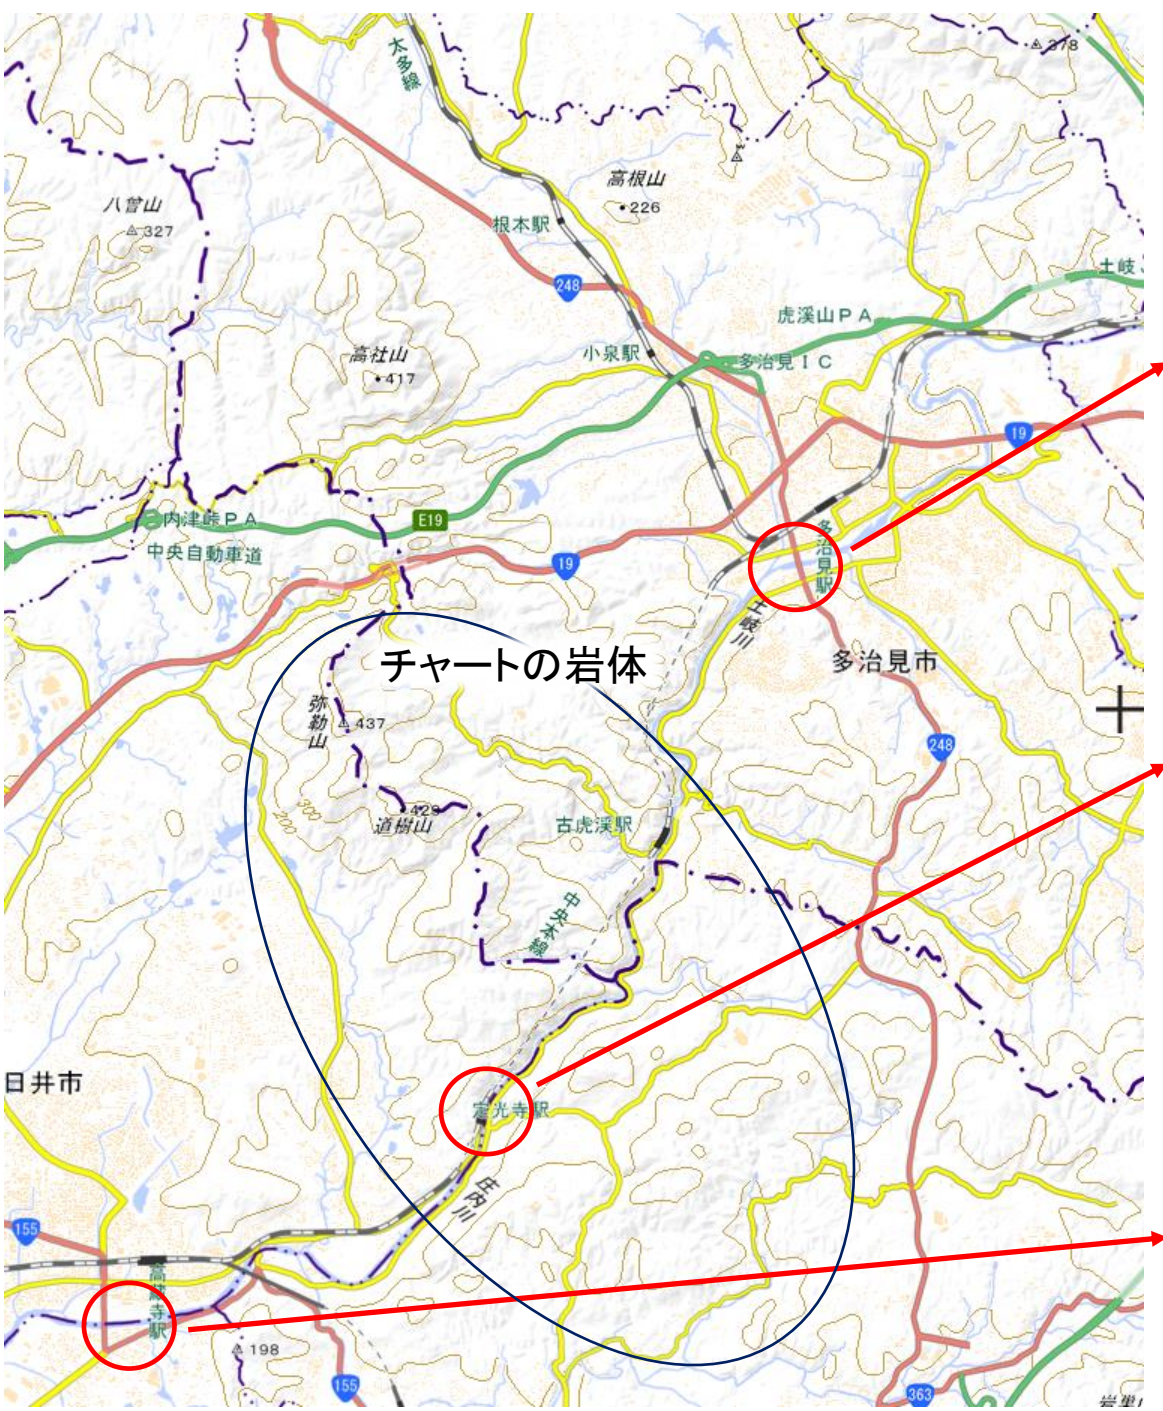 太多線
378
高根山
226
八曾山
327
根本駅
248
土岐
虎渓山PA
小泉駅
多治見IC
高社山
417
19
内津峠PA
E19
中央自動車道
19
多治見駅
土岐川
チャートの岩体
多治見市
弥勒山
437
248
300
200
429
道樹山
古虎渓駅
中央本線
日井市
定光寺駅
庄内川
155
高蔵寺駅
198
155
363